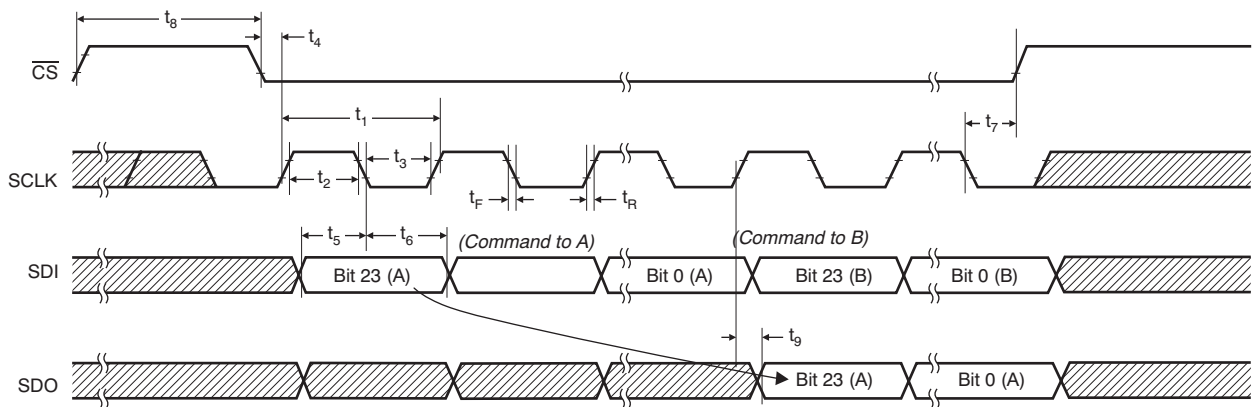 t8
t4
CS
t1
t7
t3
SCLK
t2
tF
tR
t5
t6
(Command to A)
(Command to B)
SDI
Bit 23 (A)
Bit 0 (A)
Bit 23 (B)
Bit 0 (B)
t9
SDO
Bit 23 (A)
Bit 0 (A)